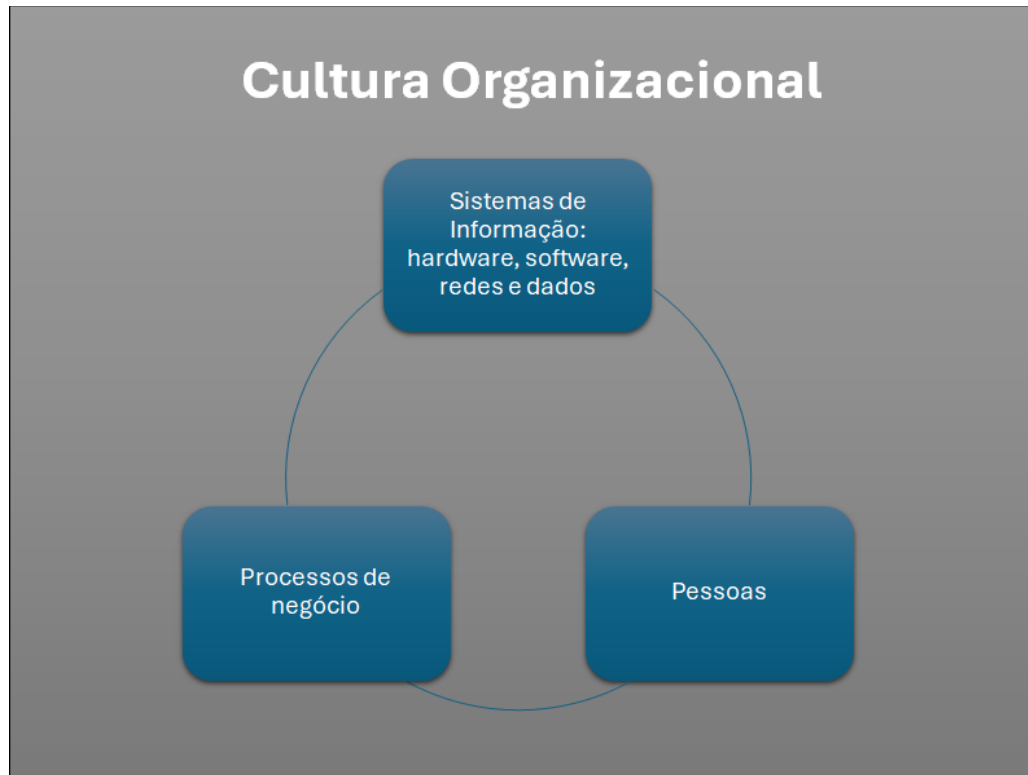 Cultura Organizacional
Sistemas de
Informação:
hardware, software,
redes e dados
Processos de
negócio
Pessoas